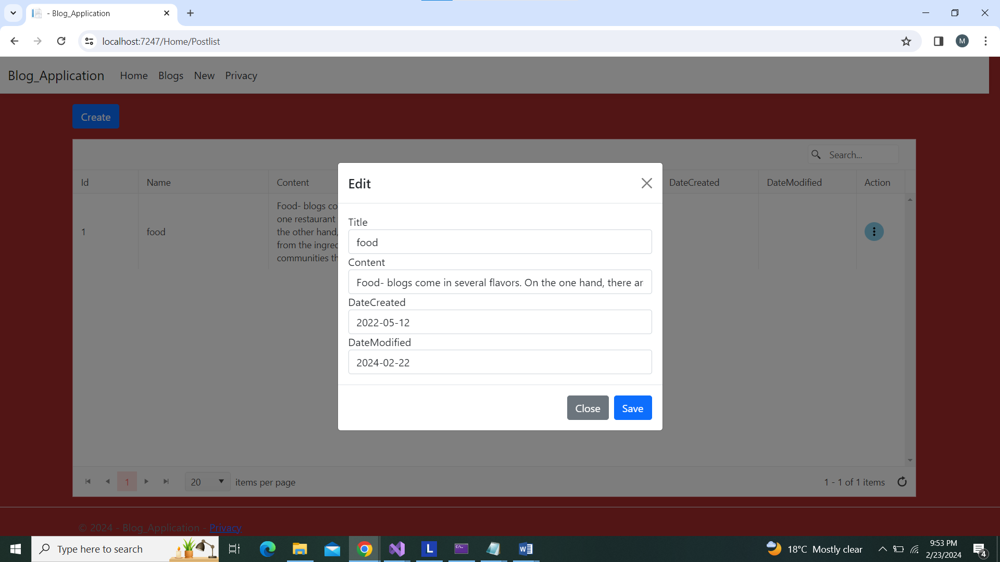 - Blog_Application
localhost:7247/Home/Postlist
M
Blog_Application Home Blogs New Privacy
Create
Search...
Id Name Content DateCreated DateModified Action
1 food
Food- blogs co
one restaurant
the other hand,
from the ingred
communities th
Edit
Title
food
Content
Food- blogs come in several flavors. On the one hand, there ar
DateCreated
2022-05-12
DateModified
2024-02-22
Close Save
1 20 items per page 1 - 1 of 1 items
© 2024 - Blog_Application - Privacy
Type here to search
L
18°C Mostly clear
9:53 PM
2/23/2024
4